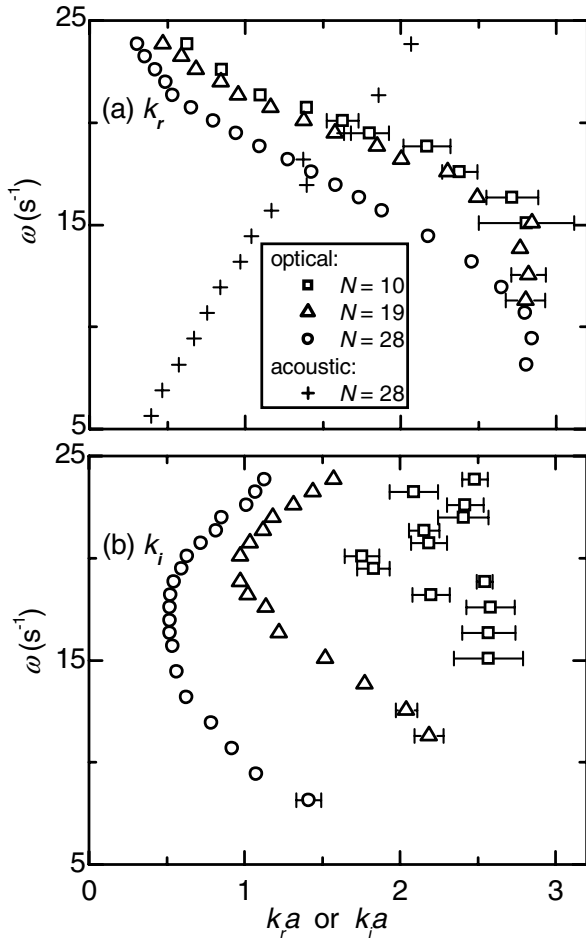 25
(a) k_r
15
ω (s⁻¹)
optical:
N = 10
N = 19
N = 28
acoustic:
N = 28
5
25
(b) k_i
15
ω (s⁻¹)
5
0 1 2 3
k_r a or k_i a